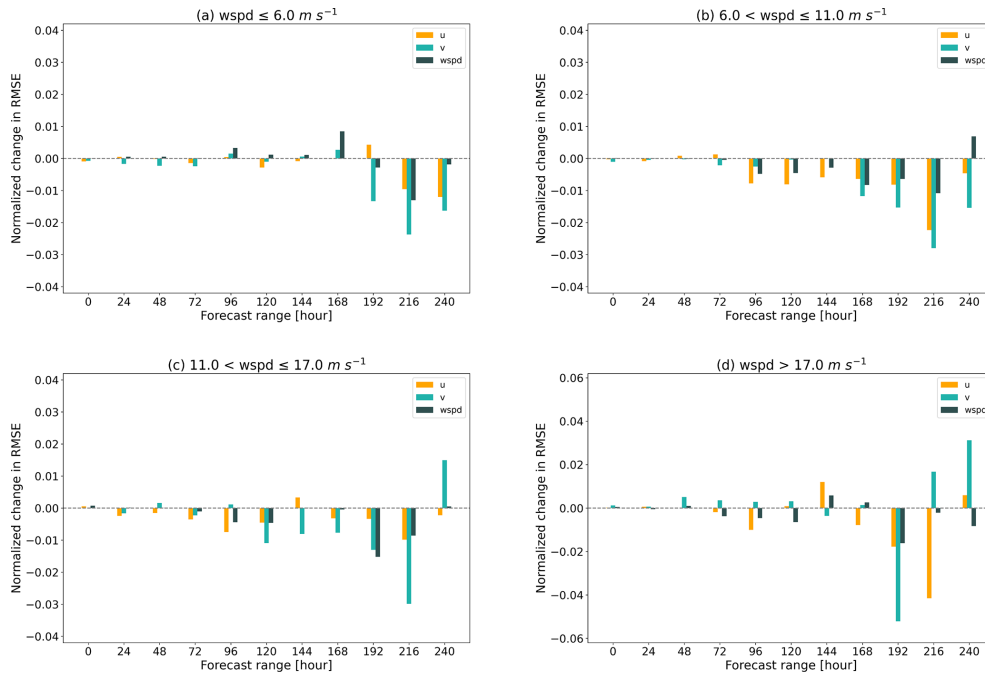 (a) wspd ≤ 6.0 m s⁻¹
Normalized change in RMSE
0.04
0.03
0.02
0.01
0.00
−0.01
−0.02
−0.03
−0.04
u
v
wspd
0 24 48 72 96 120 144 168 192 216 240
Forecast range [hour]
(b) 6.0 < wspd ≤ 11.0 m s⁻¹
Normalized change in RMSE
0.04
0.03
0.02
0.01
0.00
−0.01
−0.02
−0.03
−0.04
u
v
wspd
0 24 48 72 96 120 144 168 192 216 240
Forecast range [hour]
(c) 11.0 < wspd ≤ 17.0 m s⁻¹
Normalized change in RMSE
0.04
0.03
0.02
0.01
0.00
−0.01
−0.02
−0.03
−0.04
u
v
wspd
0 24 48 72 96 120 144 168 192 216 240
Forecast range [hour]
(d) wspd > 17.0 m s⁻¹
Normalized change in RMSE
0.06
0.04
0.02
0.00
−0.02
−0.04
−0.06
u
v
wspd
0 24 48 72 96 120 144 168 192 216 240
Forecast range [hour]